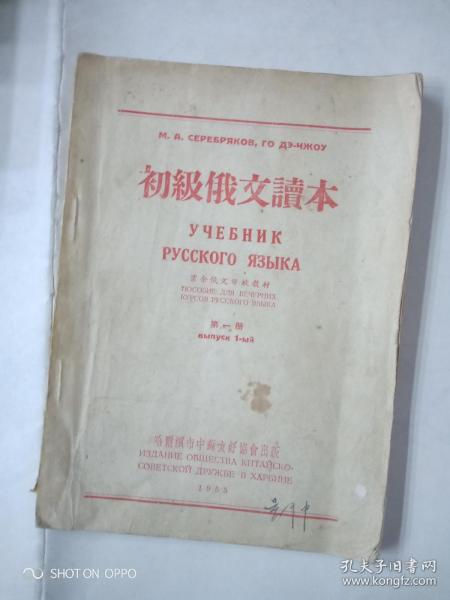 М. А. СЕРЕБРЯКОВ, ГО ДЭ-ЧЖОУ
初級俄文讀本
УЧЕБНИК
РУССКОГО ЯЗЫКА
業余俄文學校教材
ПОСОБИЕ ДЛЯ ВЕЧЕРНИХ
КУРСОВ РУССКОГО ЯЗЫКА
第一册
выпуск 1-ый
哈爾濱市中蘇友好協會出版
ИЗДАНИЕ ОБЩЕСТВА КИТАЙСКО-
СОВЕТСКОЙ ДРУЖБЫ В ХАРБИНЕ
1955
SHOT ON OPPO
孔夫子旧书网
www.kongfz.com